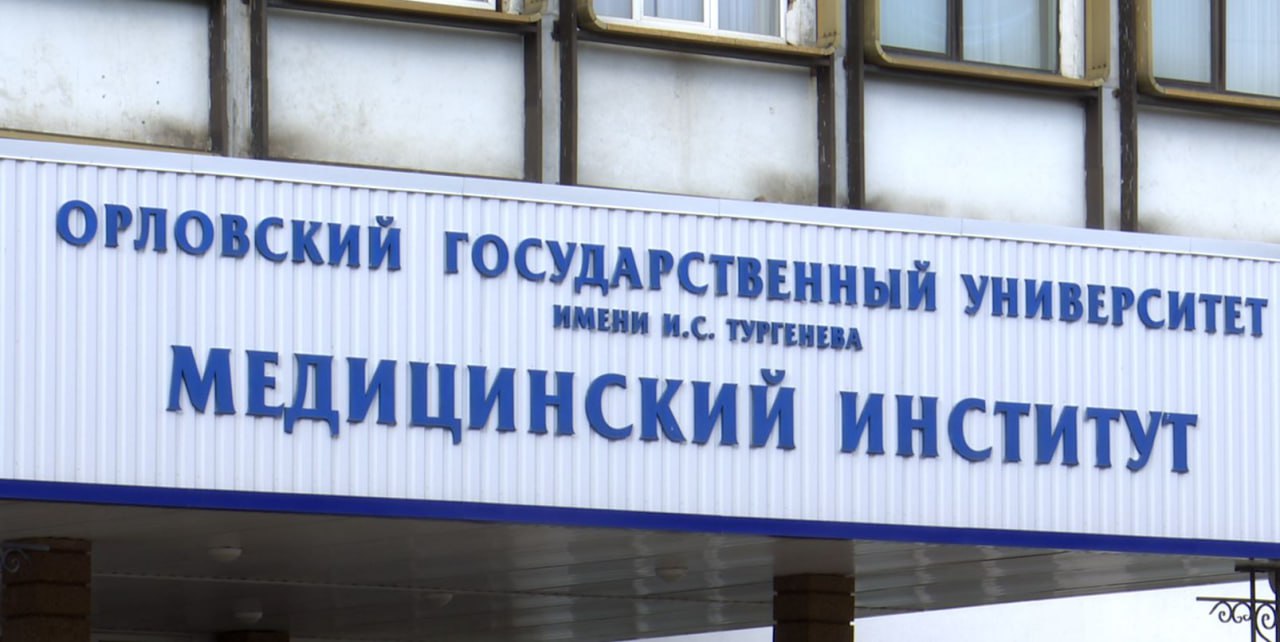 ОРЛОВСКИЙ ГОСУДАРСТВЕННЫЙ УНИВЕРСИТЕТ
ИМЕНИ И.С. ТУРГЕНЕВА
МЕДИЦИНСКИЙ ИНСТИТУТ